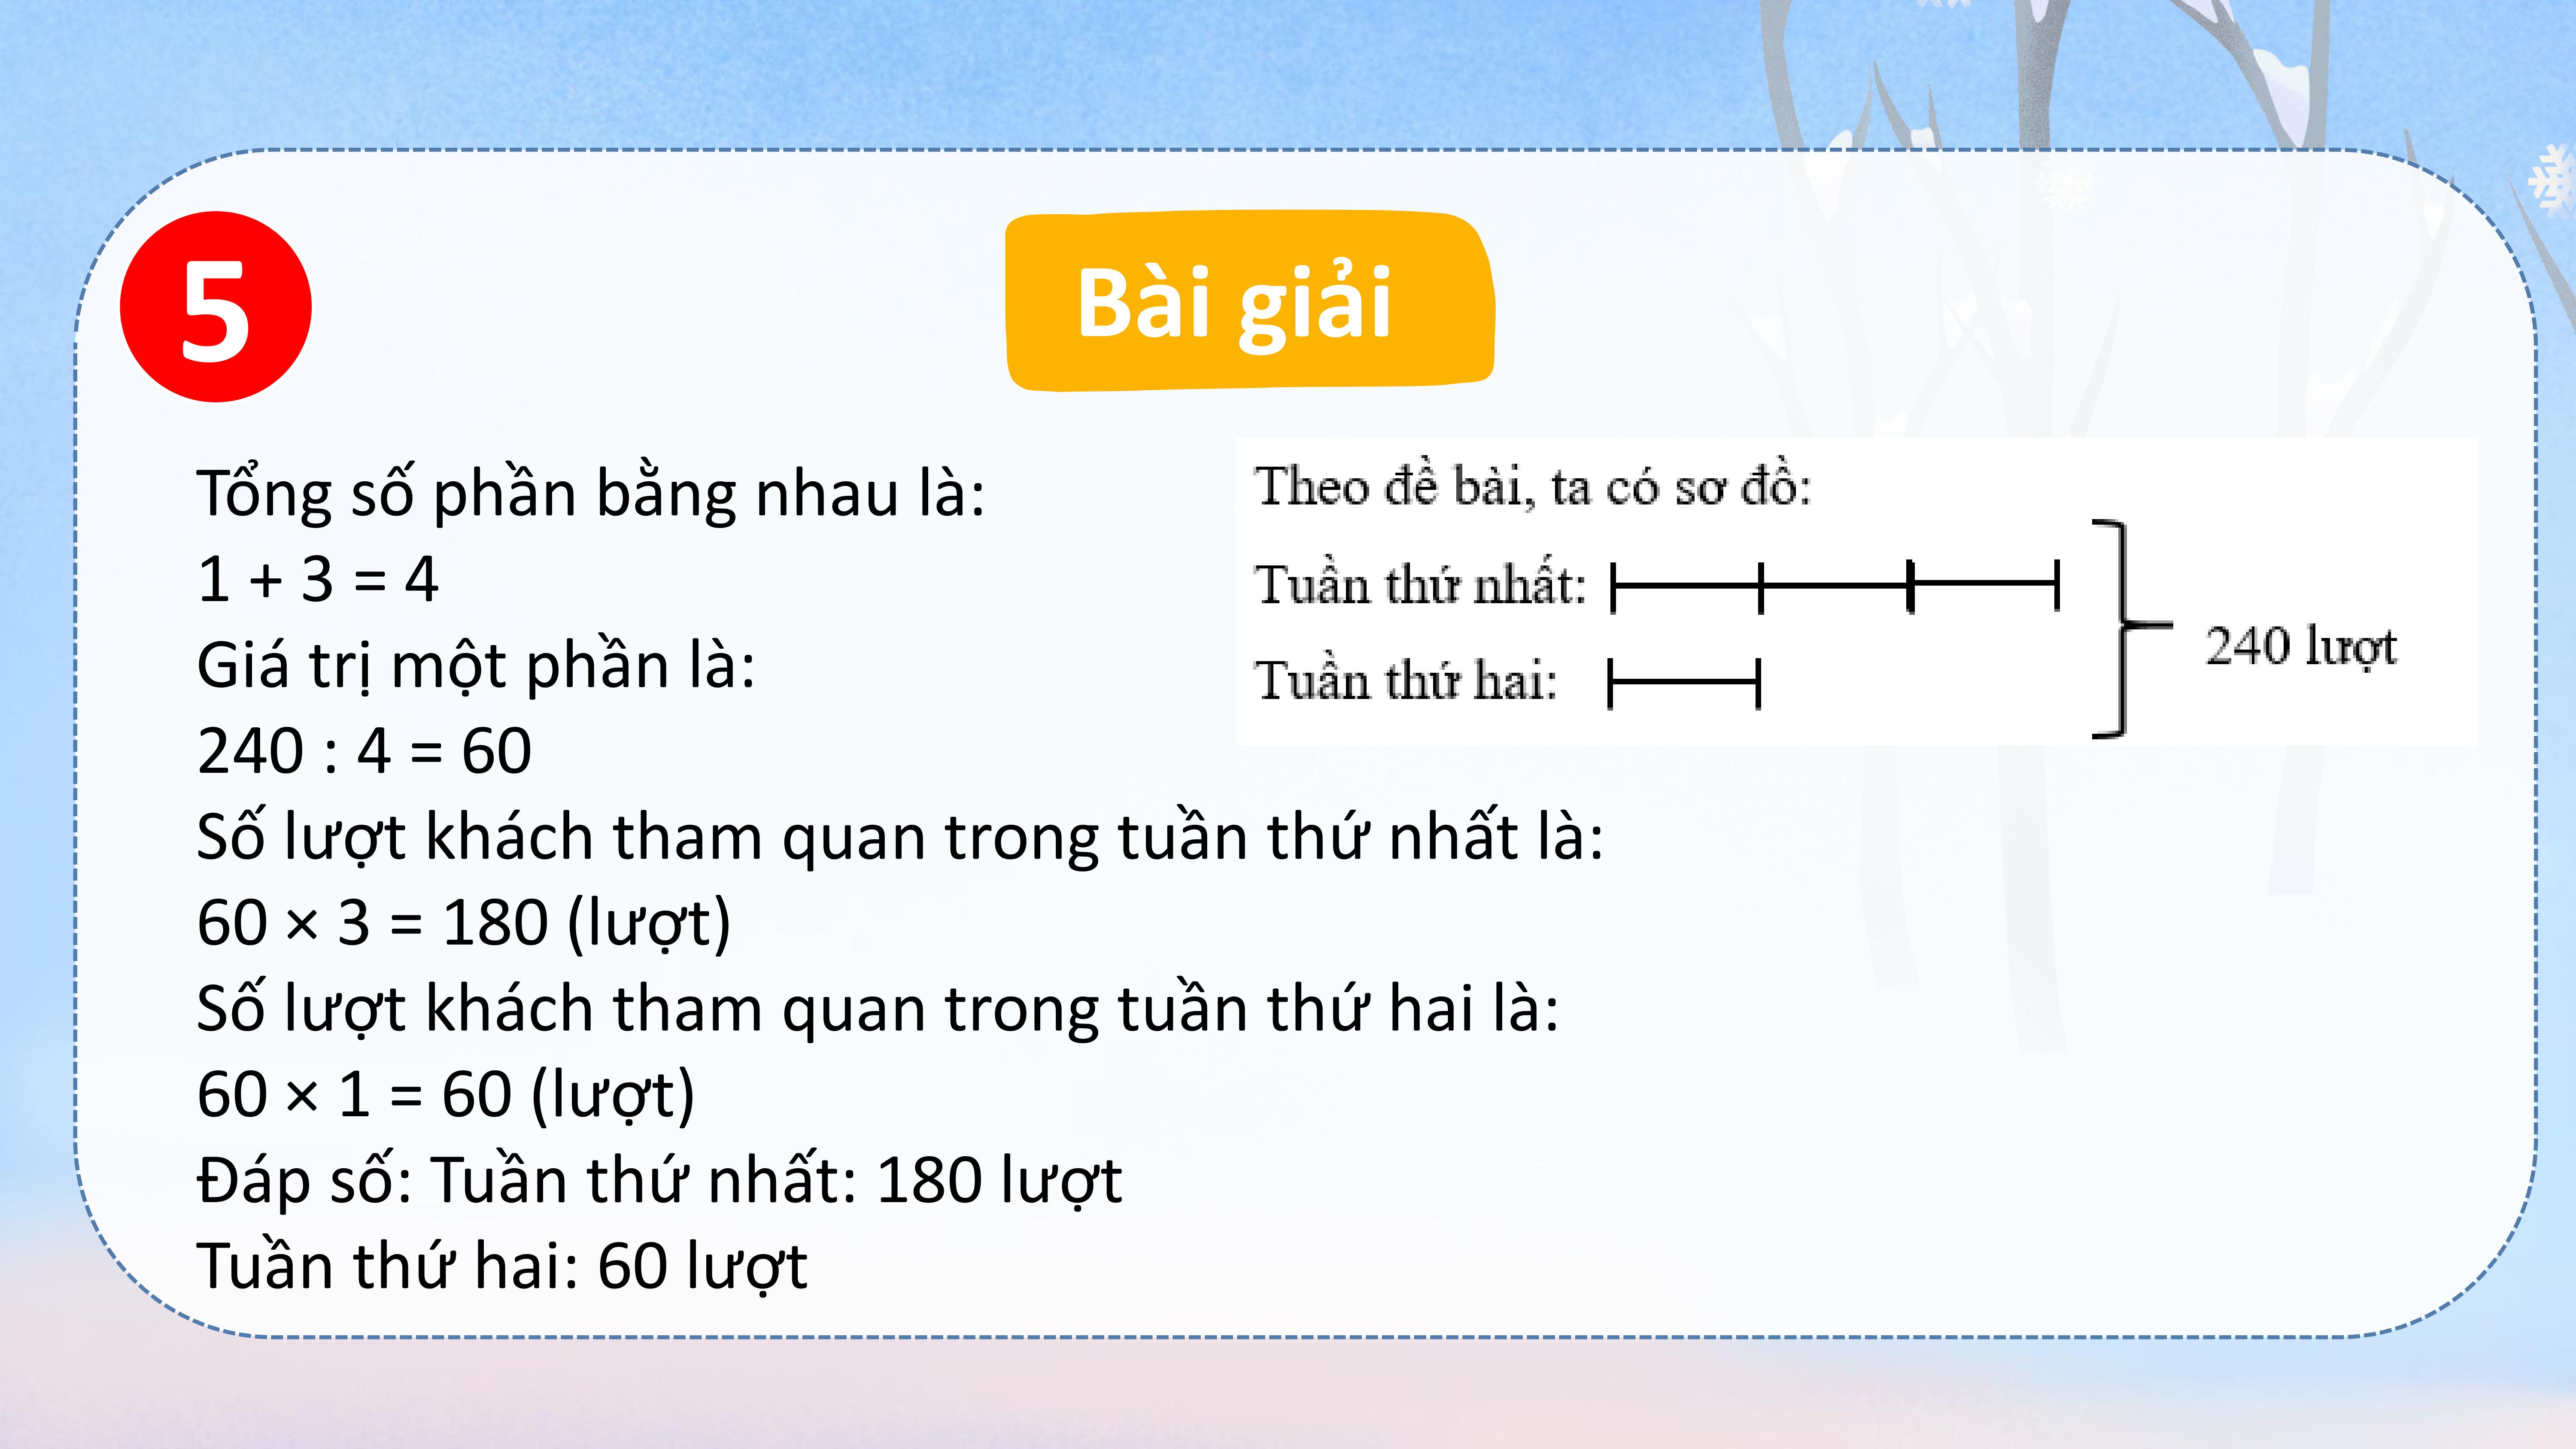 5
Bài giải
Tổng số phần bằng nhau là:
1 + 3 = 4
Giá trị một phần là:
240 : 4 = 60
Số lượt khách tham quan trong tuần thứ nhất là:
60 × 3 = 180 (lượt)
Số lượt khách tham quan trong tuần thứ hai là:
60 × 1 = 60 (lượt)
Đáp số: Tuần thứ nhất: 180 lượt
Tuần thứ hai: 60 lượt
Theo đề bài, ta có sơ đồ:
Tuần thứ nhất:
Tuần thứ hai:
240 lượt